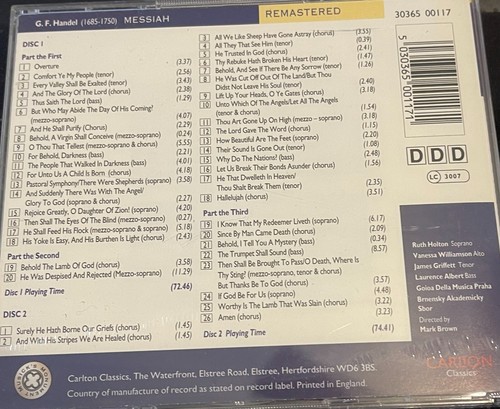 G. F. Handel (1685-1750) MESSIAH
REMASTERED
30365 00117
DISC 1
Part the First
1 Overture 3.37)
2 Comfort Ye My People (tenor) 2.56)
3 Every Valley Shall Be Exalted (tenor) (3.43)
4 And The Glory Of The Lord (chorus) (2.38)
5 Thus Saith The Lord (bass) (1.29)
6 But Who May Abide The Day Of His Coming?
(mezzo-soprano) (4.07)
7 And He Shall Purify (Chorus) (2.29)
8 Behold, A Virgin Shall Conceive (mezzo-soprano) (0.24)
9 O Thou That Tellest (mezzo-soprano & chorus) (5.55)
10 For Behold, Darkness (bass) (2.21)
11 The People That Walked In Darkness (bass) (4.01)
12 For Unto Us A Child Is Born (chorus) (4.18)
13 Pastoral Symphony/There Were Shepherds (soprano) (3.58)
14 And Suddenly There Was With The Angel/
Glory To God (soprano & chorus) (2.27)
15 Rejoice Greatly, O Daughter Of Zion! (soprano) (4.20)
16 Then Shall The Eyes Of The Blind (mezzo-soprano) (0.27)
17 He Shall Feed His Flock (mezzo-soprano & soprano) (5.18)
18 His Yoke Is Easy, And His Burthen Is Light (chorus) (2.43)
Part the Second
19 Behold The Lamb Of God (chorus) (3.58)
20 He Was Despised And Rejected (Mezzo-soprano) (11.29)
Disc 1 Playing Time (72.46)
DISC 2
1 Surely He Hath Borne Our Griefs (chorus) (1.45)
2 And With His Stripes We Are Healed (chorus) (1.45)
3 All We Like Sheep Have Gone Astray (chorus) (3.55)
4 All They That See Him (tenor) (0.39)
5 He Trusted In God (chorus) (2.41)
6 Thy Rebuke Hath Broken His Heart (tenor) (1.47)
7 Behold, And See If There Be Any Sorrow (tenor) (1.26)
8 He Was Cut Off Out Of The Land/But Thou
Didst Not Leave His Soul (tenor) (2.40)
9 Lift Up Your Heads, O Ye Gates (chorus) (3.18)
10 Unto Which Of The Angels/Let All The Angels
(tenor & chorus) (1.54)
11 Thou Art Gone Up On High (mezzo – soprano) (3.18)
12 The Lord Gave The Word (chorus) (1.15)
13 How Beautiful Are The Feet (soprano) (2.20)
14 Their Sound Is Gone Out (tenor) (1.08)
15 Why Do The Nations? (bass) (2.48)
16 Let Us Break Their Bonds Asunder (chorus) (1.56)
17 He That Dwelleth In Heaven/
Thou Shalt Break Them (tenor) (2.35)
18 Hallelujah (chorus) (3.51)
Part the Third
19 I Know That My Redeemer Liveth (soprano) (6.17)
20 Since By Man Came Death (chorus) (2.09)
21 Behold, I Tell You A Mystery (bass) (0.34)
22 The Trumpet Shall Sound (bass) (8.57)
23 Then Shall Be Brought To Pass/O Death, Where Is
Thy Sting? (mezzo-soprano, tenor & chorus)
But Thanks Be To God (chorus) (3.57)
24 If God Be For Us (soprano) (4.48)
25 Worthy Is The Lamb That Was Slain (chorus) (3.22)
26 Amen (chorus) (3.23)
Disc 2 Playing Time (74.41)
5 030365 001171
DDD
LC 3007
Ruth Holton Soprano
Vanessa Williamson Alto
James Griffett Tenor
Laurence Albert Bass
Goina Della Musica Praha
Brnensky Akademicky
Sbor
Directed by
Mark Brown
CARLTON
Classics
Carlton Classics, The Waterfront, Elstree Road, Elstree, Hertfordshire WD6 3BS.
Country of manufacture of record as stated on record label. Printed in England.